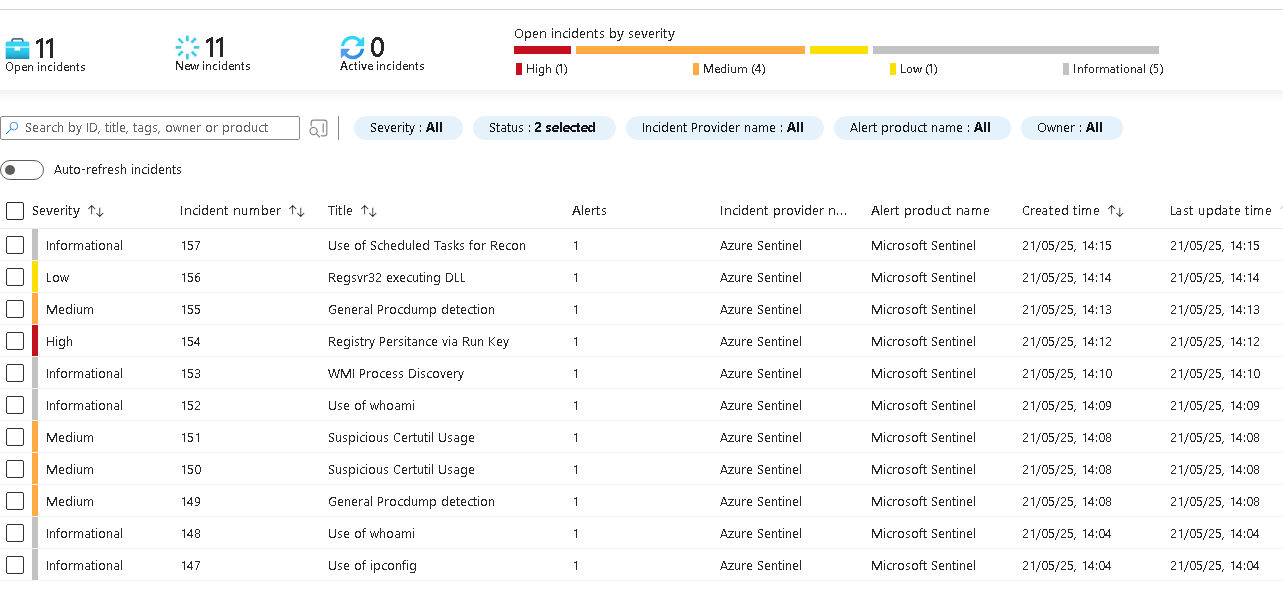 11
Open incidents
11
New incidents
0
Active incidents
Open incidents by severity
High (1)
Medium (4)
Low (1)
Informational (5)
Search by ID, title, tags, owner or product
Severity : All
Status : 2 selected
Incident Provider name : All
Alert product name : All
Owner : All
Auto-refresh incidents
Severity ↑↓ Incident number ↑↓ Title ↑↓ Alerts Incident provider n... Alert product name Created time ↑↓ Last update time
Informational 157 Use of Scheduled Tasks for Recon 1 Azure Sentinel Microsoft Sentinel 21/05/25, 14:15 21/05/25, 14:15
Low 156 Regsvr32 executing DLL 1 Azure Sentinel Microsoft Sentinel 21/05/25, 14:14 21/05/25, 14:14
Medium 155 General Procdump detection 1 Azure Sentinel Microsoft Sentinel 21/05/25, 14:13 21/05/25, 14:13
High 154 Registry Persitance via Run Key 1 Azure Sentinel Microsoft Sentinel 21/05/25, 14:12 21/05/25, 14:12
Informational 153 WMI Process Discovery 1 Azure Sentinel Microsoft Sentinel 21/05/25, 14:10 21/05/25, 14:10
Informational 152 Use of whoami 1 Azure Sentinel Microsoft Sentinel 21/05/25, 14:09 21/05/25, 14:09
Medium 151 Suspicious Certutil Usage 1 Azure Sentinel Microsoft Sentinel 21/05/25, 14:08 21/05/25, 14:08
Medium 150 Suspicious Certutil Usage 1 Azure Sentinel Microsoft Sentinel 21/05/25, 14:08 21/05/25, 14:08
Medium 149 General Procdump detection 1 Azure Sentinel Microsoft Sentinel 21/05/25, 14:08 21/05/25, 14:08
Informational 148 Use of whoami 1 Azure Sentinel Microsoft Sentinel 21/05/25, 14:04 21/05/25, 14:04
Informational 147 Use of ipconfig 1 Azure Sentinel Microsoft Sentinel 21/05/25, 14:04 21/05/25, 14:04